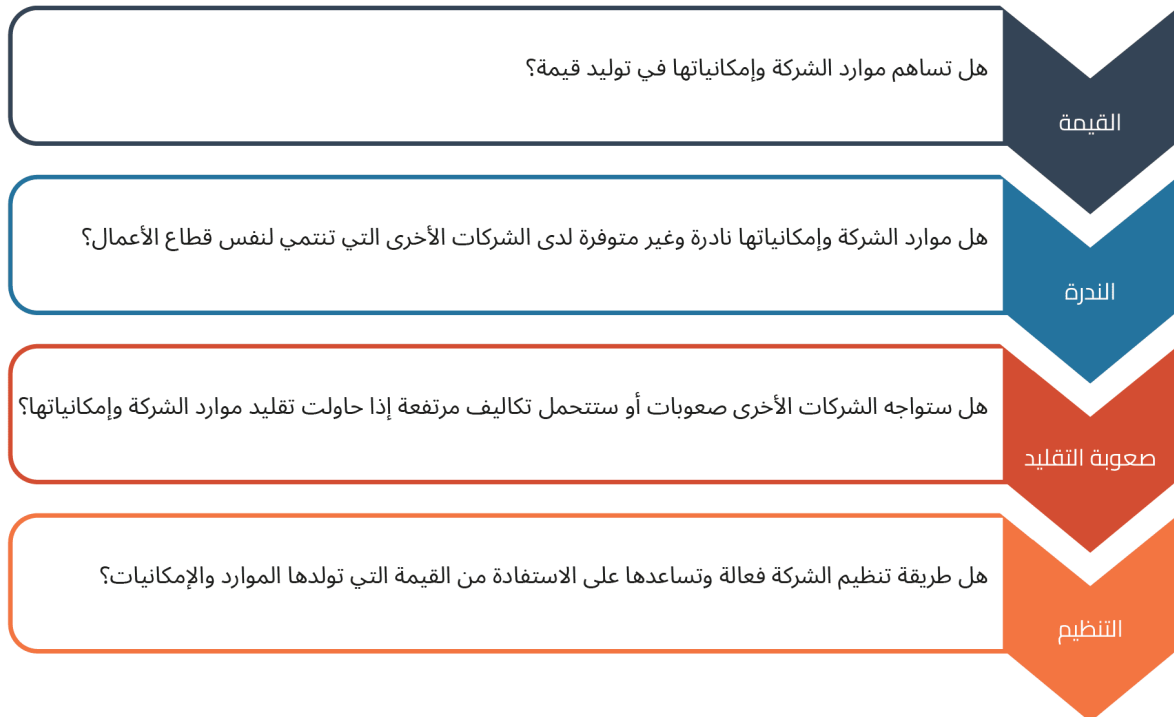 القيمة
هل تساهم موارد الشركة وإمكانياتها في توليد قيمة؟
الندرة
هل موارد الشركة وإمكانياتها نادرة وغير متوفرة لدى الشركات الأخرى التي تنتمي لنفس قطاع الأعمال؟
صعوبة التقليد
هل ستواجه الشركات الأخرى صعوبات أو ستتحمل تكاليف مرتفعة إذا حاولت تقليد موارد الشركة وإمكانياتها؟
التنظيم
هل طريقة تنظيم الشركة فعالة وتساعدها على الاستفادة من القيمة التي تولدها الموارد والإمكانيات؟